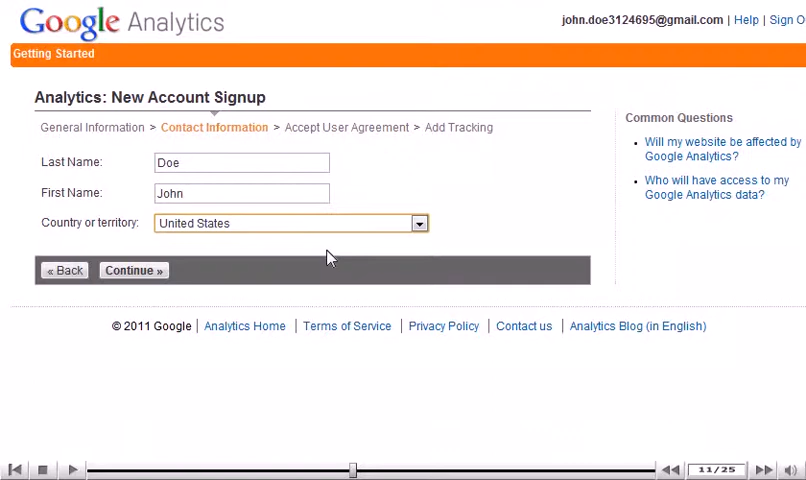 Google Analytics
john.doe3124695@gmail.com | Help | Sign O
Getting Started
Analytics: New Account Signup
General Information > Contact Information > Accept User Agreement > Add Tracking
Last Name: Doe
First Name: John
Country or territory: United States
« Back Continue »
Common Questions
Will my website be affected by
Google Analytics?
Who will have access to my
Google Analytics data?
© 2011 Google | Analytics Home | Terms of Service | Privacy Policy | Contact us | Analytics Blog (in English)
11/25